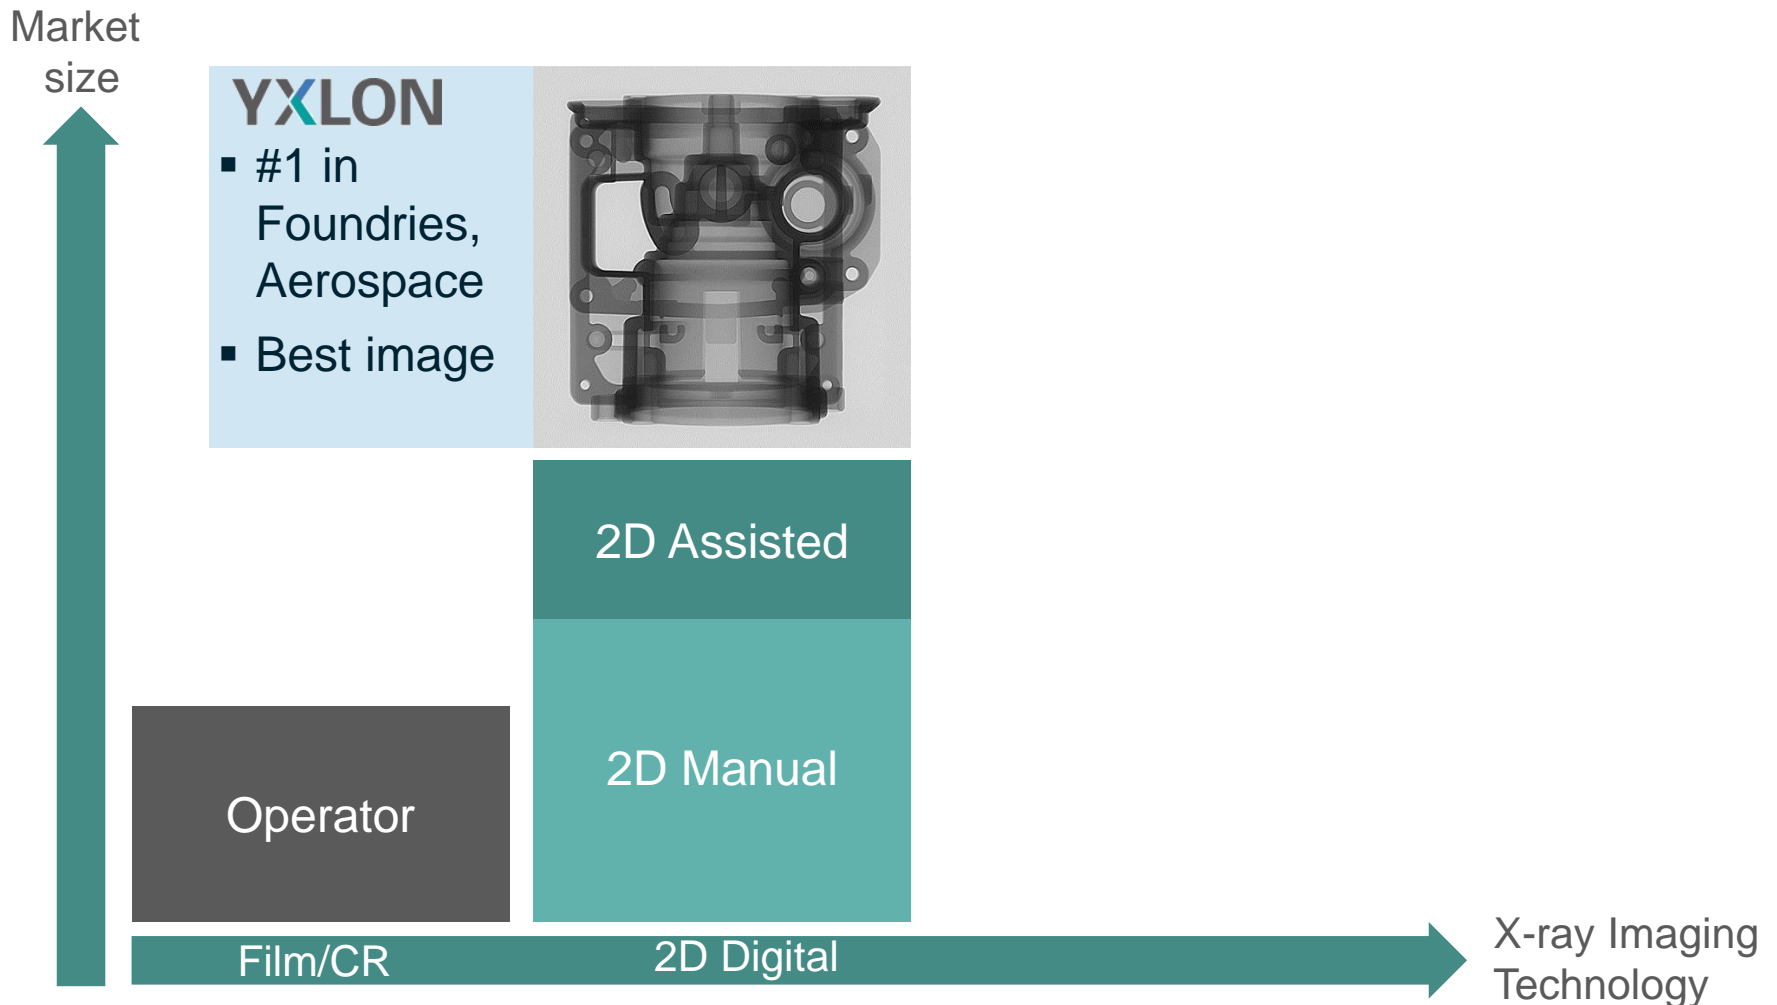 Market
size
YXLON
▪ #1 in
Foundries,
Aerospace
▪ Best image
2D Assisted
2D Manual
Operator
Film/CR
2D Digital
X-ray Imaging
Technology